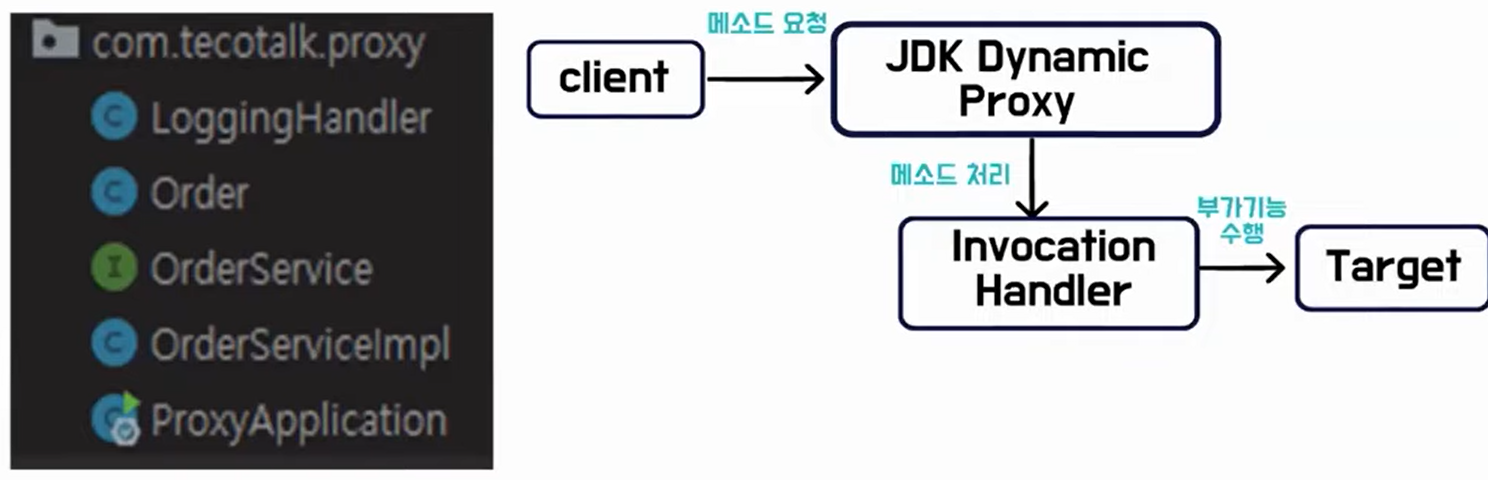 com.tecotalk.proxy
LoggingHandler
Order
OrderService
OrderServiceImpl
ProxyApplication
메소드 요청
client
JDK Dynamic
Proxy
메소드 처리
Invocation
Handler
부가기능
수행
Target